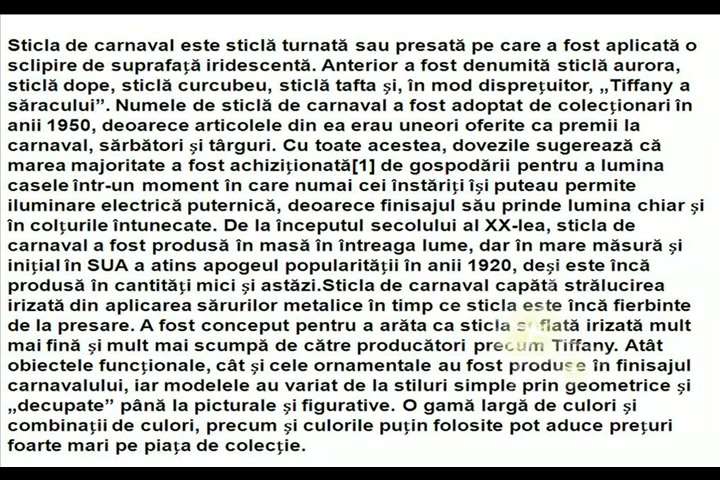 Sticla de carnaval este sticlă turnată sau presată pe care a fost aplicată o
sclipire de suprafață iridescentă. Anterior a fost denumită sticlă aurora,
sticlă dope, sticlă curcubeu, sticlă tafta și, în mod disprețuitor, „Tiffany a
săracului”. Numele de sticlă de carnaval a fost adoptat de colecționari în
anii 1950, deoarece articolele din ea erau uneori oferite ca premii la
carnaval, sărbători și târguri. Cu toate acestea, dovezile sugerează că
marea majoritate a fost achiziționată[1] de gospodării pentru a lumina
casele într-un moment în care numai cei înstăriți își puteau permite
iluminare electrică puternică, deoarece finisajul său prinde lumina chiar și
în colțurile întunecate. De la începutul secolului al XX-lea, sticla de
carnaval a fost produsă în masă în întreaga lume, dar în mare măsură și
inițial în SUA a atins apogeul popularității în anii 1920, deși este încă
produsă în cantități mici și astăzi.Sticla de carnaval capătă strălucirea
irizată din aplicarea sărurilor metalice în timp ce sticla este încă fierbinte
de la presare. A fost conceput pentru a arăta ca sticla suflată irizată mult
mai fină și mult mai scumpă de către producători precum Tiffany. Atât
obiectele funcționale, cât și cele ornamentale au fost produse în finisajul
carnavalului, iar modelele au variat de la stiluri simple prin geometrice și
„decupate” până la picturale și figurative. O gamă largă de culori și
combinații de culori, precum și culorile puțin folosite pot aduce prețuri
foarte mari pe piața de colecție.